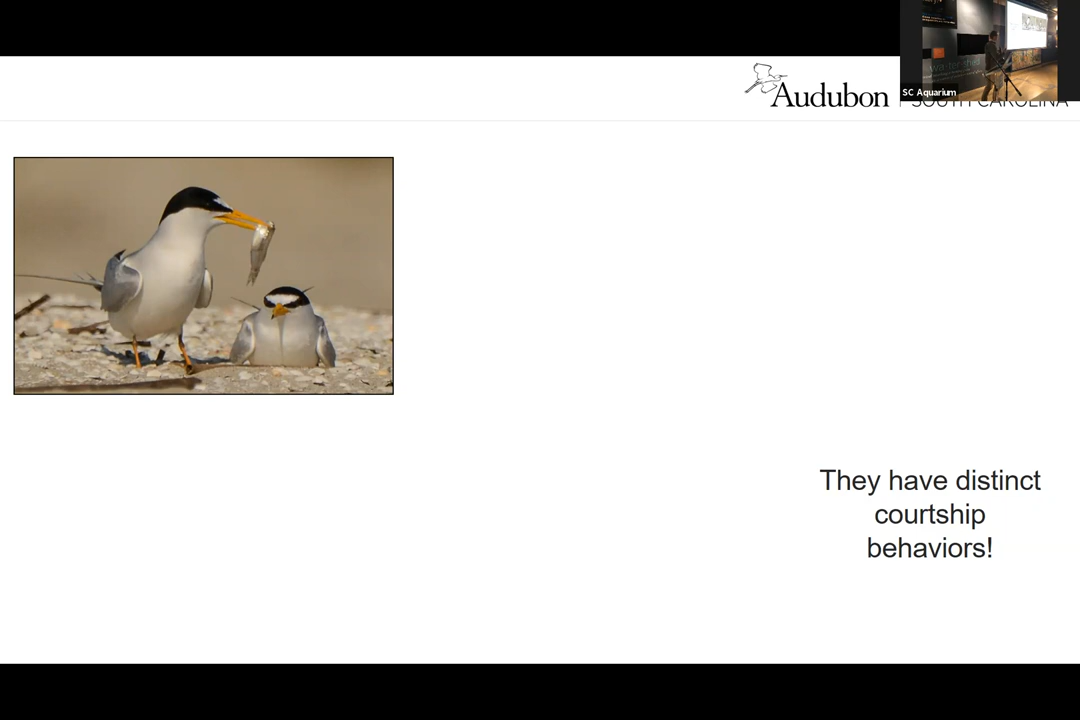 Audubon | SOUTH CAROLINA
SC Aquarium
They have distinct
courtship
behaviors!